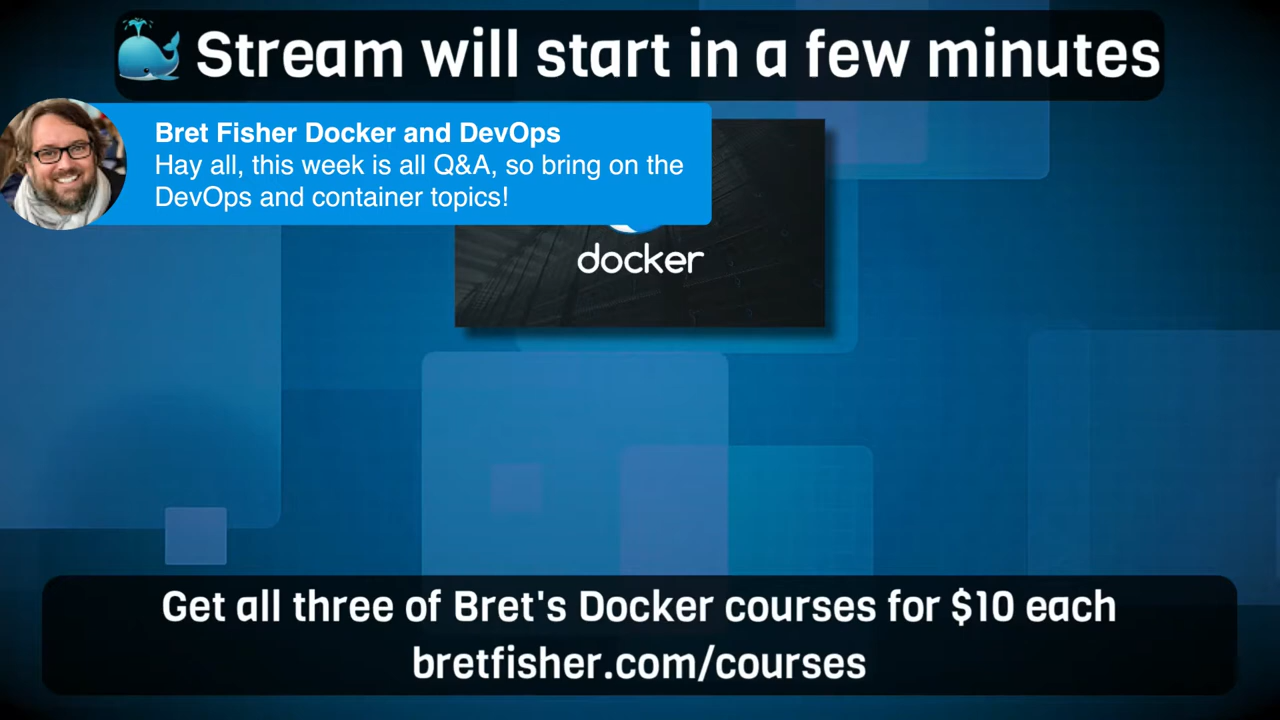 Stream will start in a few minutes
Bret Fisher Docker and DevOps
Hay all, this week is all Q&A, so bring on the
DevOps and container topics!
docker
Get all three of Bret's Docker courses for $10 each
bretfisher.com/courses